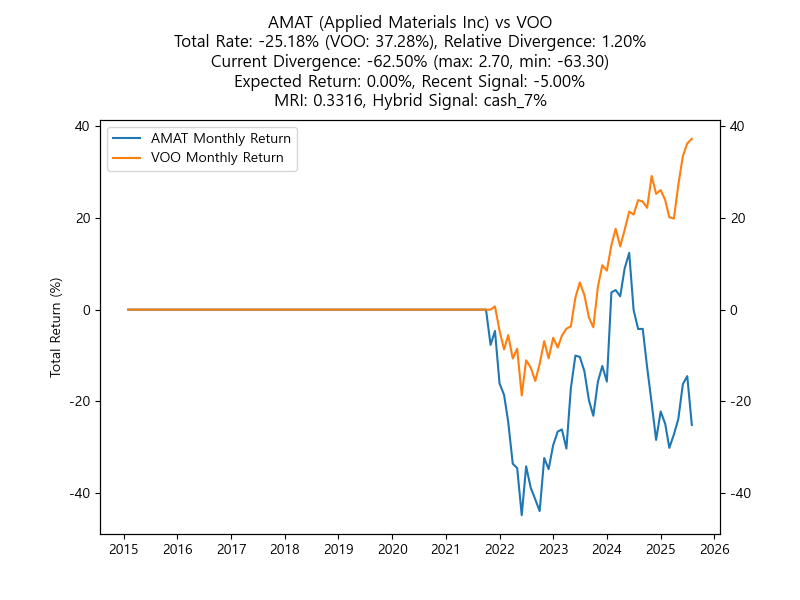 AMAT (Applied Materials Inc) vs VOO
Total Rate: -25.18% (VOO: 37.28%), Relative Divergence: 1.20%
Current Divergence: -62.50% (max: 2.70, min: -63.30)
Expected Return: 0.00%, Recent Signal: -5.00%
MRI: 0.3316, Hybrid Signal: cash_7%
AMAT Monthly Return
VOO Monthly Return
Total Return (%)
40
20
0
-20
-40
40
20
0
-20
-40
2015 2016 2017 2018 2019 2020 2021 2022 2023 2024 2025 2026